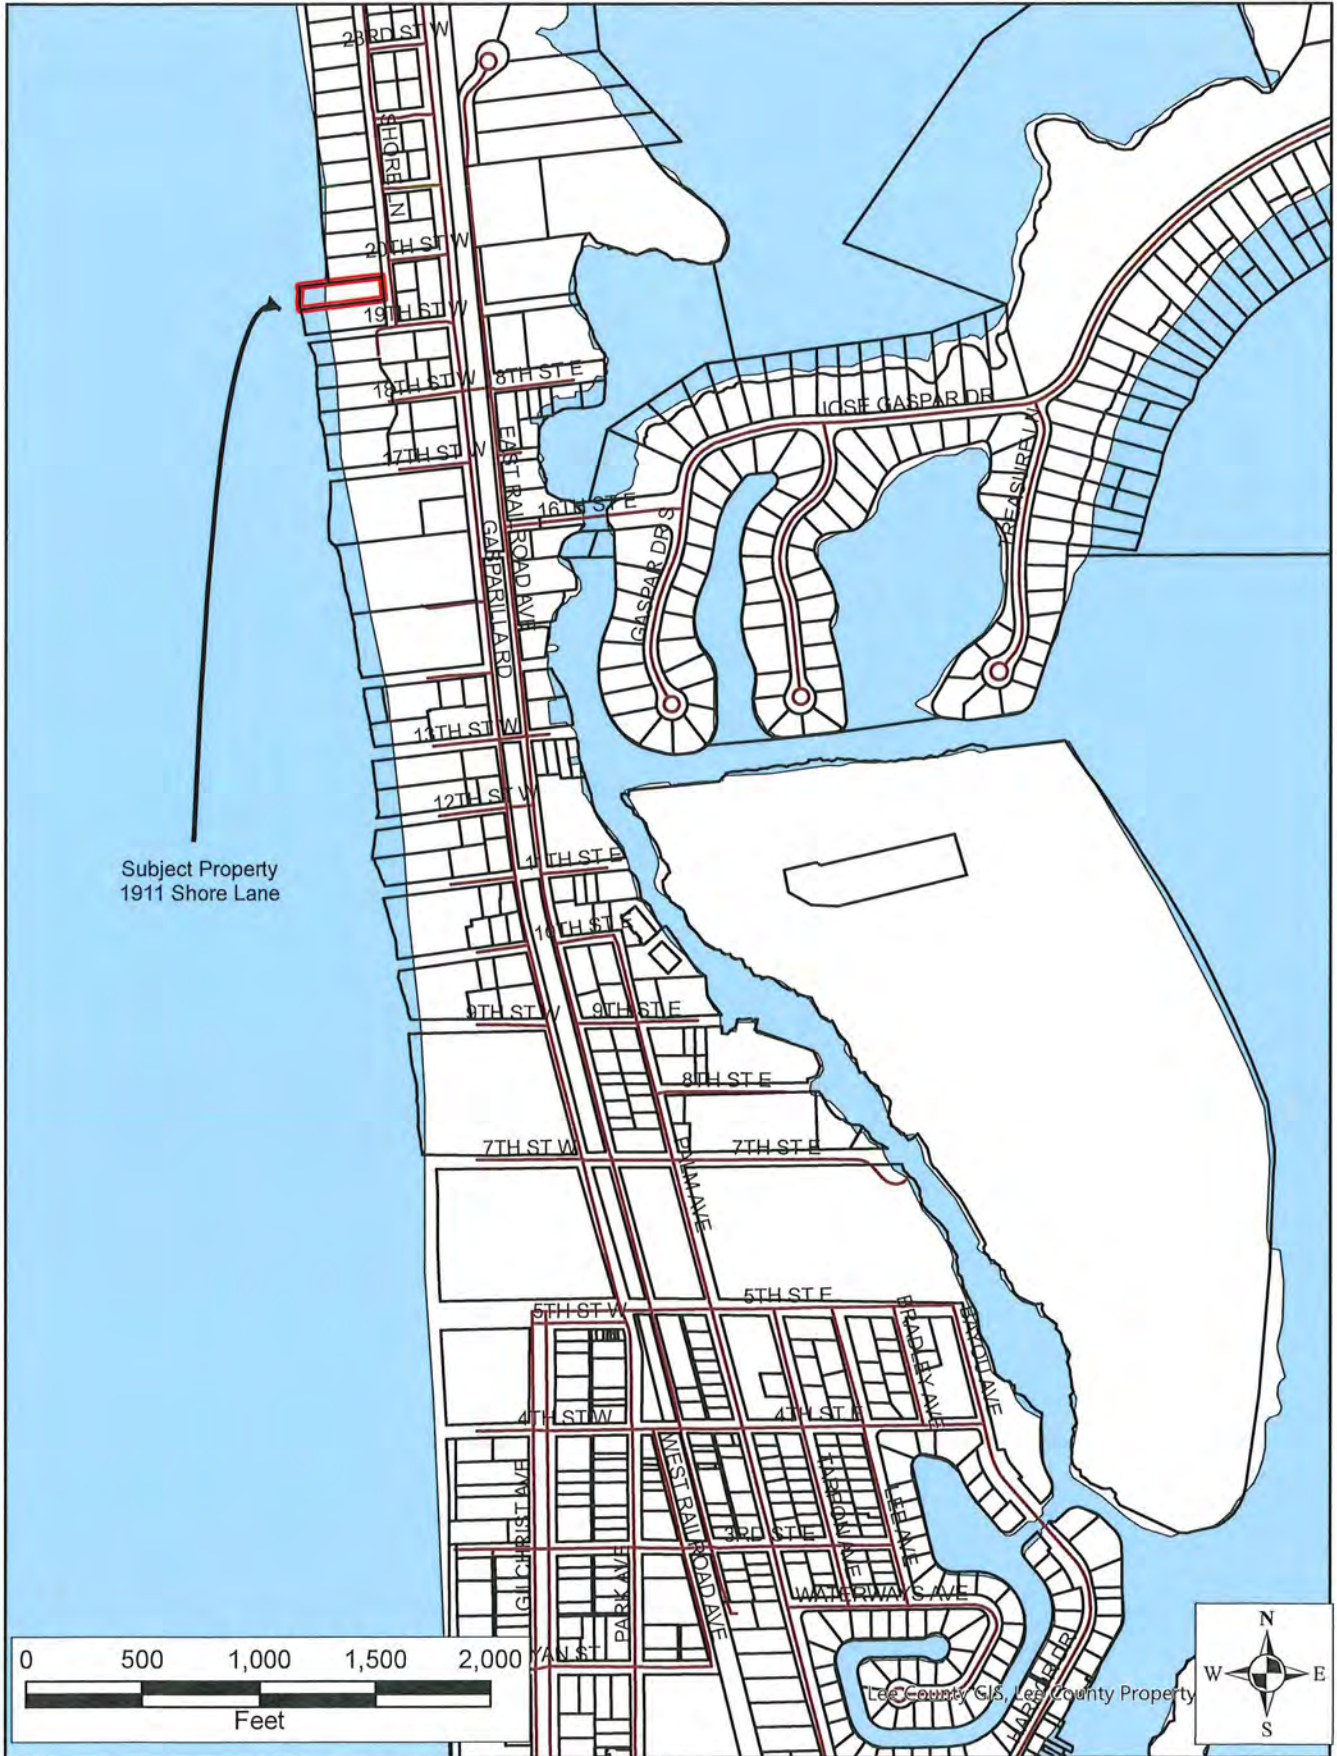 23RD ST W
SHORE LN
20TH ST W
19TH ST W
18TH ST W
8TH ST E
JOSE GASPAR DR
17TH ST W
EAST RAILROAD AVE
TREASURE LN
16TH ST E
GASPARILLA RD
GASPAR DR S
13TH ST W
12TH ST W
Subject Property
1911 Shore Lane
11TH ST E
10TH ST E
9TH ST W
9TH ST E
8TH ST E
7TH ST W
7TH ST E
PALM AVE
5TH ST E
5TH ST W
BRADLEY AVE
BAYOU AVE
4TH ST W
4TH ST E
WEST RAILROAD AVE
TARPON AVE
LEE AVE
GILCHRIST AVE
3RD ST E
PARK AVE
WATERWAYS AVE
HARBOR DR
YAN ST
0 500 1,000 1,500 2,000
Feet
Lee County GIS, Lee County Property
N
W E
S